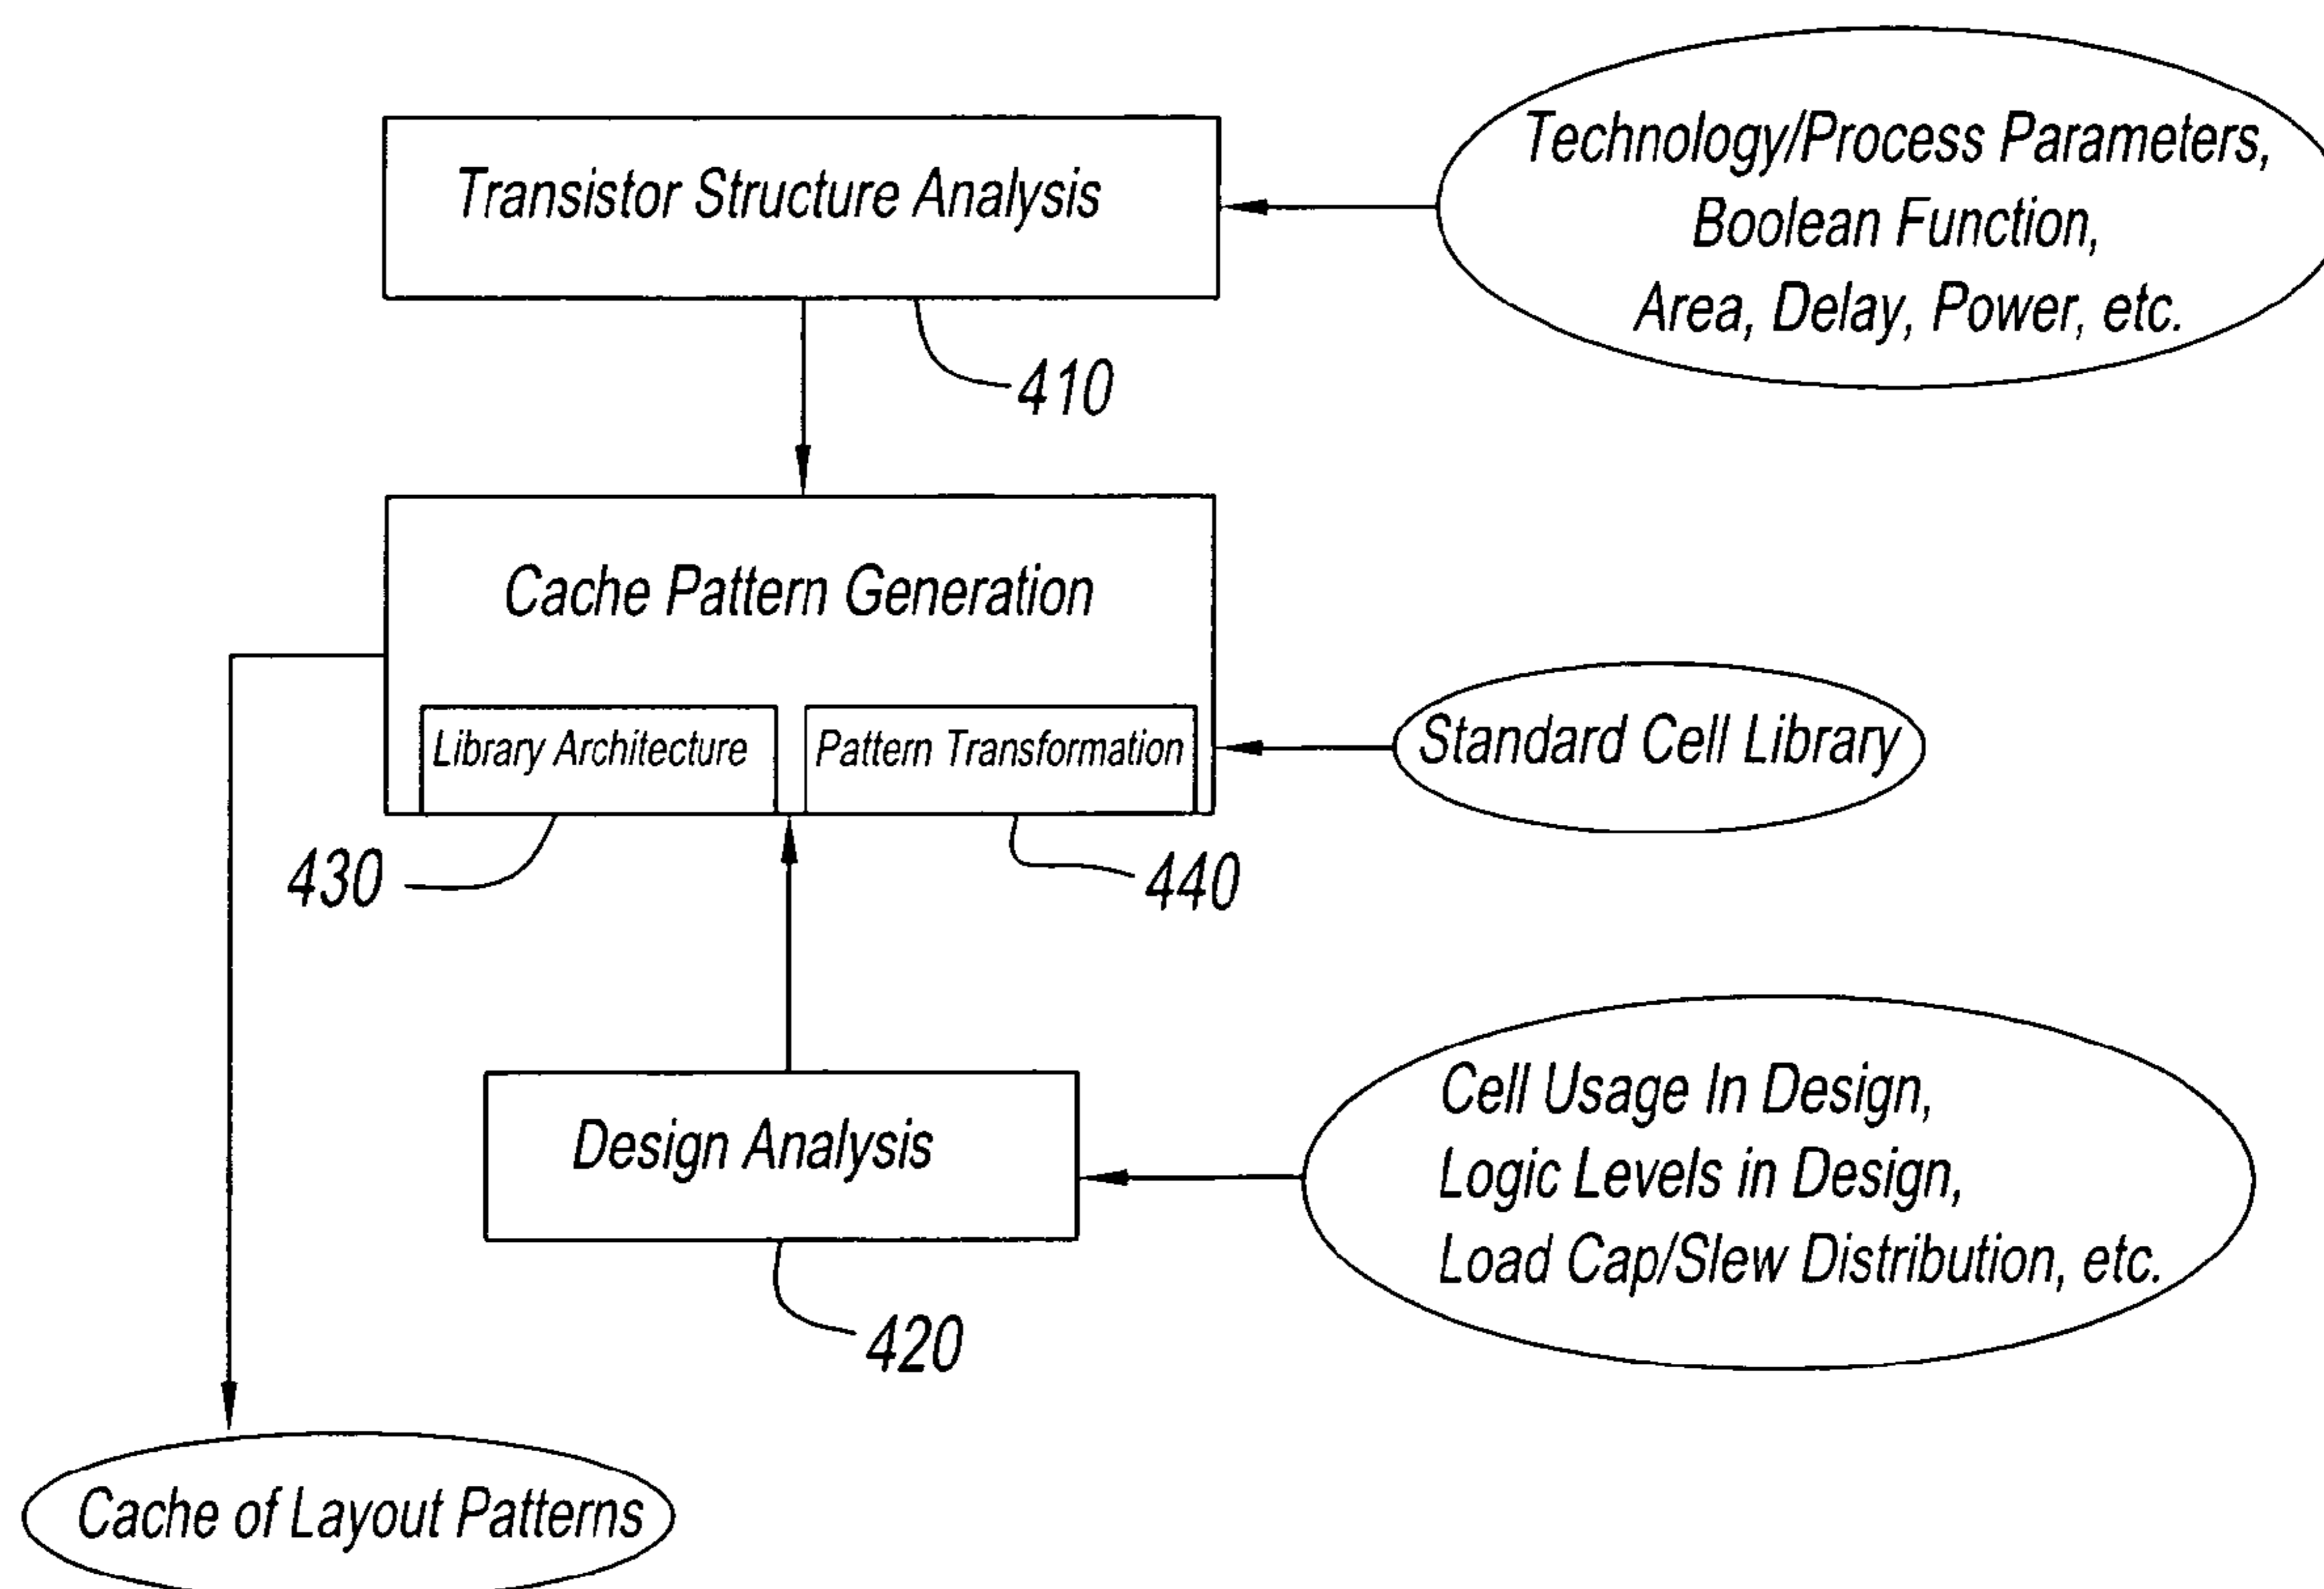 Transistor Structure Analysis
Technology/Process Parameters,
Boolean Function,
Area, Delay, Power, etc.
410
Cache Pattern Generation
Library Architecture
Pattern Transformation
Standard Cell Library
430
440
Design Analysis
Cell Usage In Design,
Logic Levels in Design,
Load Cap/Slew Distribution, etc.
420
Cache of Layout Patterns